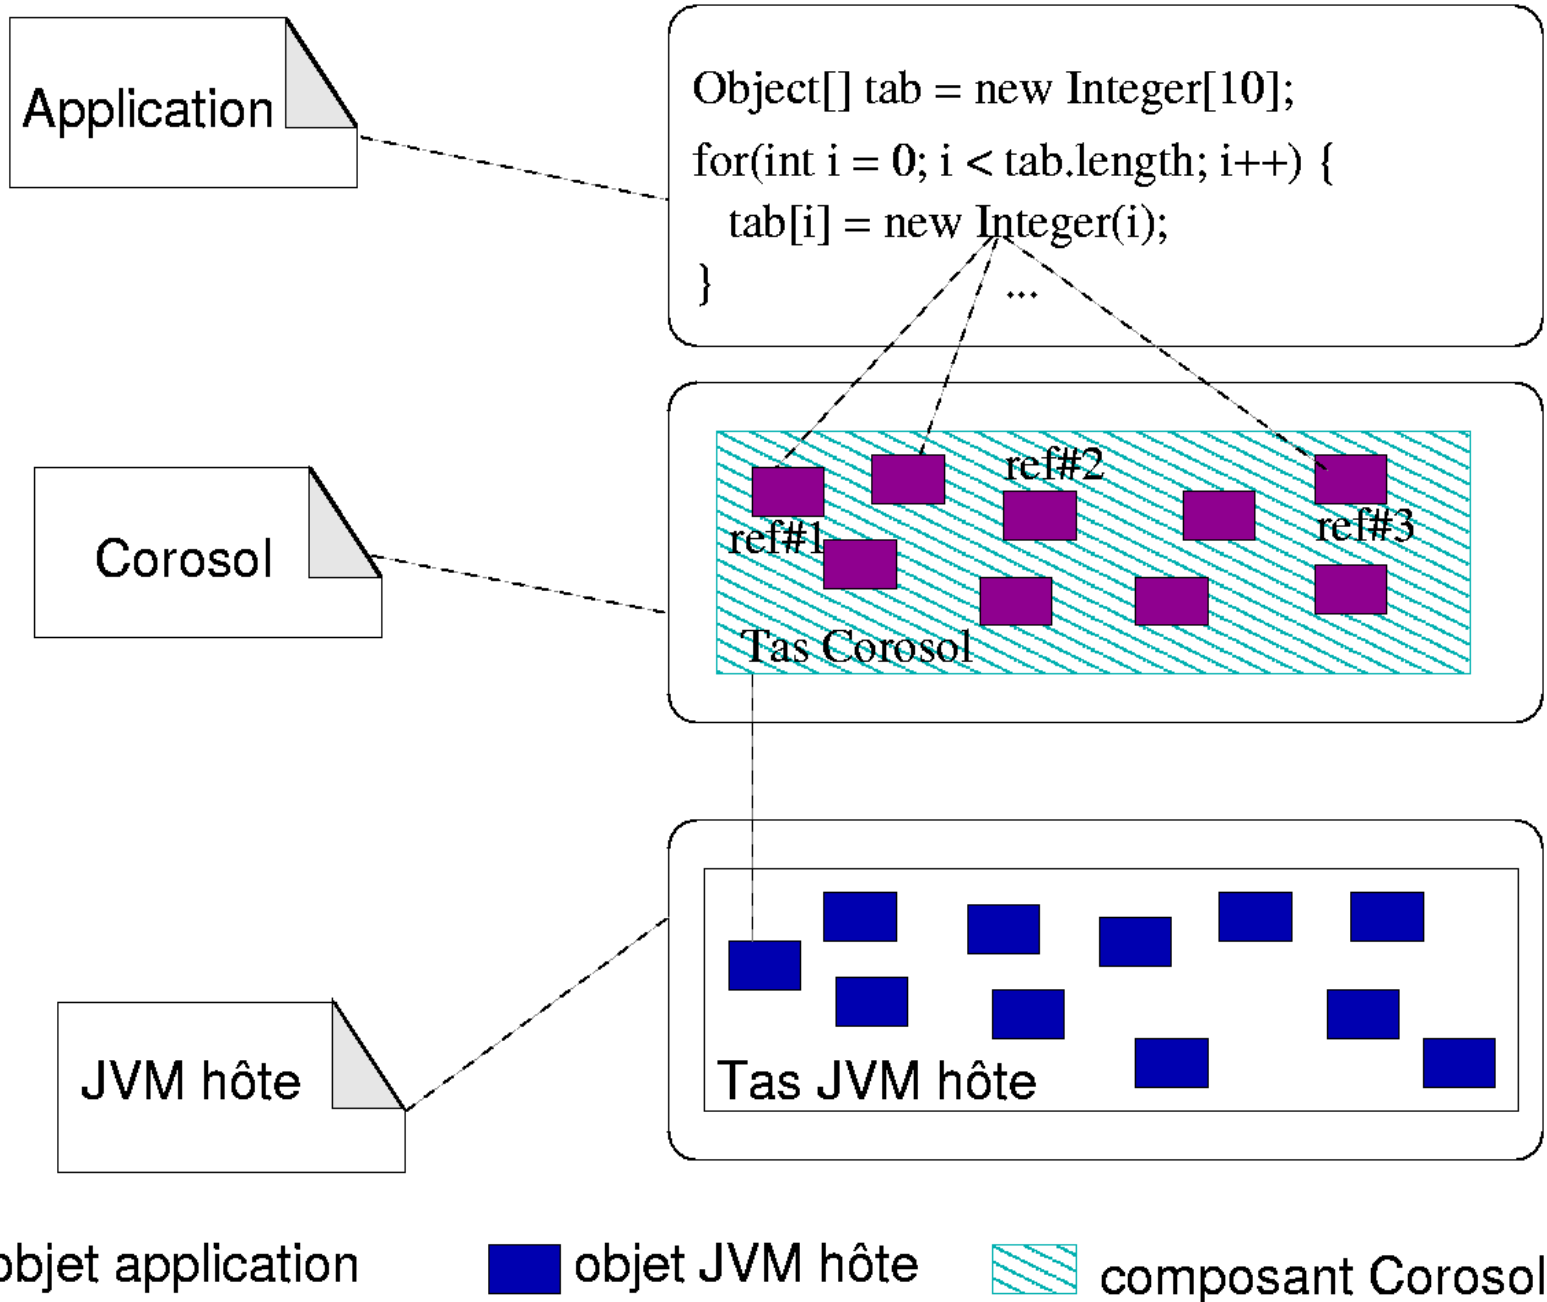 Application
Object[] tab = new Integer[10];
for(int i = 0; i < tab.length; i++) {
tab[i] = new Integer(i);
}
...
Corosol
ref#2
ref#1
ref#3
Tas Corosol
JVM hôte
Tas JVM hôte
objet application
objet JVM hôte
composant Corosol